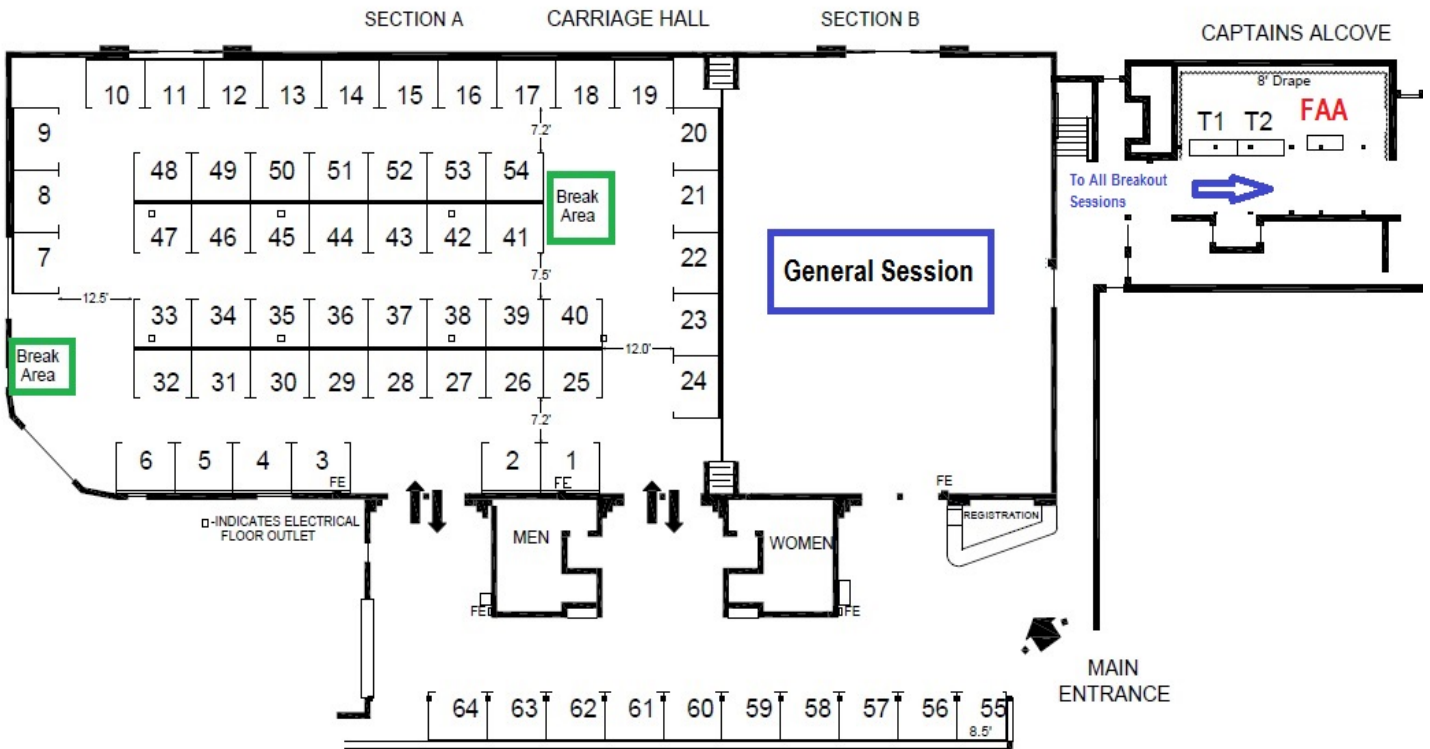 SECTION A
CARRIAGE HALL
SECTION B
CAPTAINS ALCOVE
10 11 12 13 14 15 16 17 18 19
8' Drape
FAA
T1 T2
9
7.2'
20
48 49 50 51 52 53 54
8
Break
Area
21
To All Breakout
Sessions
47 46 45 44 43 42 41
7
22
General Session
7.5'
12.5'
33 34 35 36 37 38 39 40
23
12.0'
Break
Area
32 31 30 29 28 27 26 25
24
7.2'
6 5 4 3
2 1
FE
FE
FE
-INDICATES ELECTRICAL
FLOOR OUTLET
REGISTRATION
MEN
WOMEN
FE
FE
MAIN
ENTRANCE
64 63 62 61 60 59 58 57 56 55
8.5'